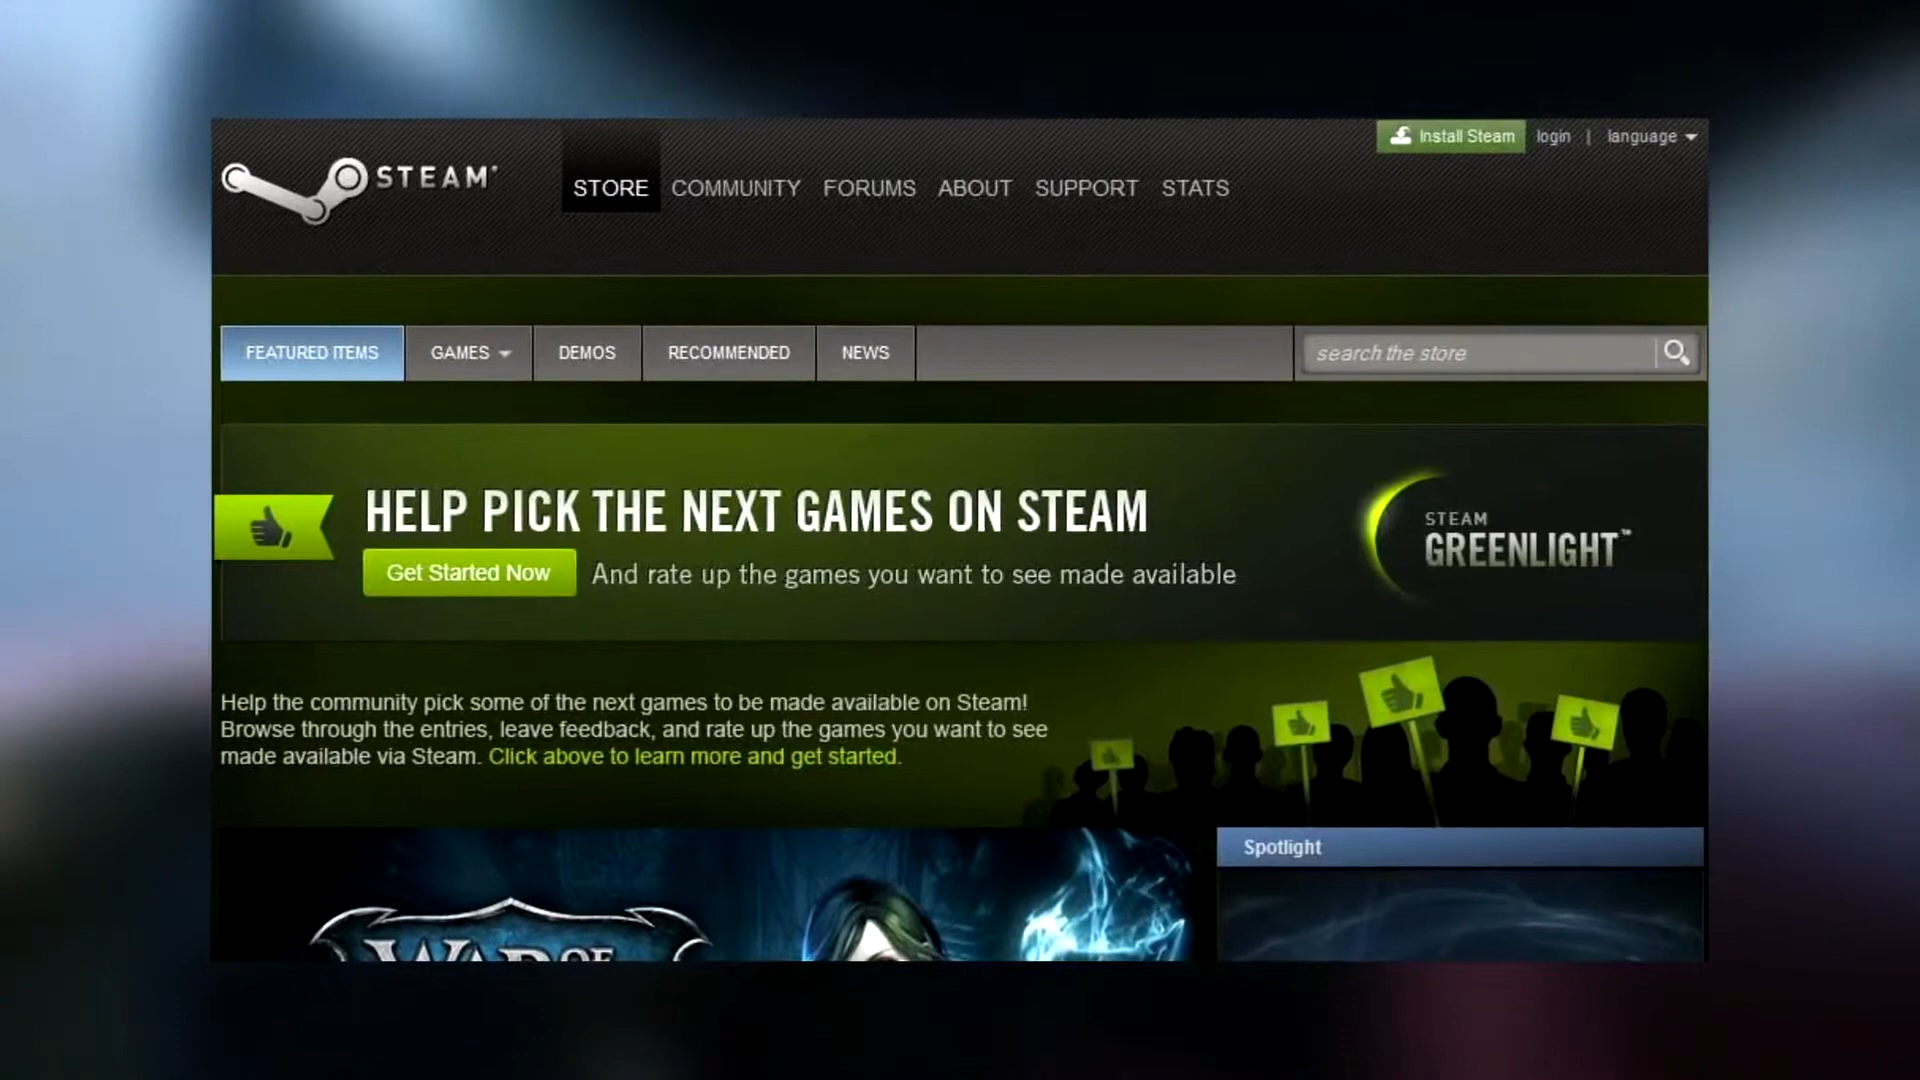 Install Steam login | language
STEAM
STORE COMMUNITY FORUMS ABOUT SUPPORT STATS
FEATURED ITEMS GAMES DEMOS RECOMMENDED NEWS search the store
HELP PICK THE NEXT GAMES ON STEAM
Get Started Now And rate up the games you want to see made available
STEAM
GREENLIGHT™
Help the community pick some of the next games to be made available on Steam!
Browse through the entries, leave feedback, and rate up the games you want to see
made available via Steam. Click above to learn more and get started.
Spotlight
WAR OF